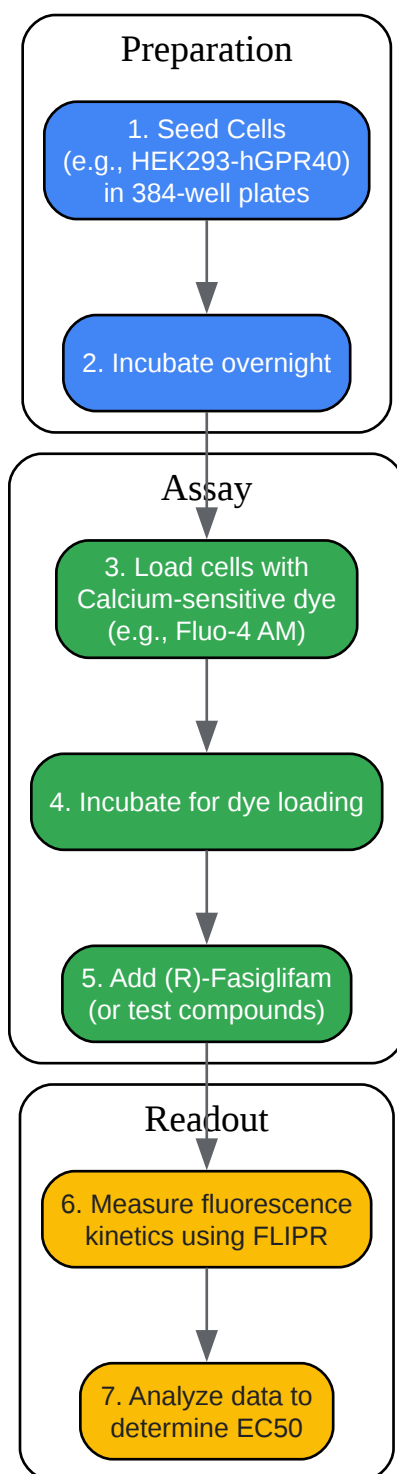 Preparation
1. Seed Cells
(e.g., HEK293-hGPR40)
in 384-well plates
2. Incubate overnight
Assay
3. Load cells with
Calcium-sensitive dye
(e.g., Fluo-4 AM)
4. Incubate for dye loading
5. Add (R)-Fasiglifam
(or test compounds)
Readout
6. Measure fluorescence
kinetics using FLIPR
7. Analyze data to
determine EC50